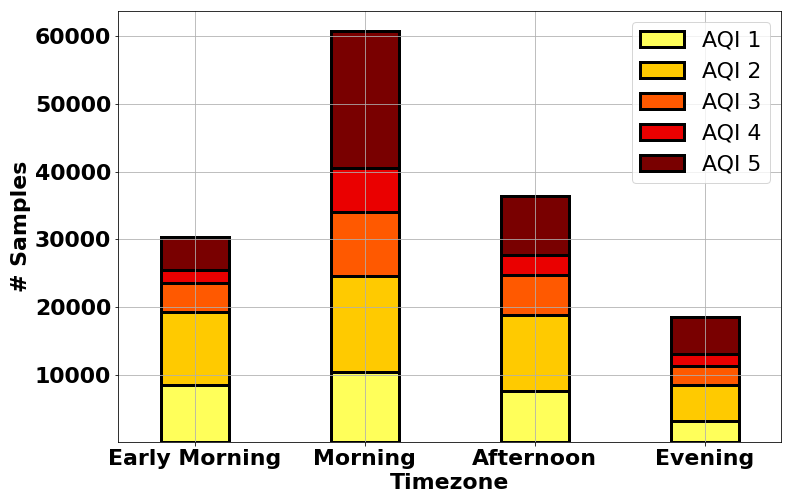 60000
50000
40000
30000
20000
10000
# Samples
Early Morning
Morning
Afternoon
Evening
Timezone
AQI 1
AQI 2
AQI 3
AQI 4
AQI 5